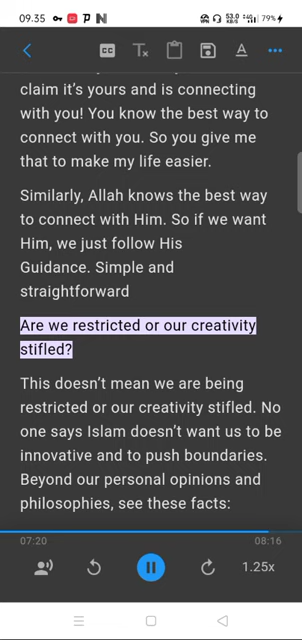 09.35
53.0
KB/S
79%
CC
claim it's yours and is connecting
with you! You know the best way to
connect with you. So you give me
that to make my life easier.
Similarly, Allah knows the best way
to connect with Him. So if we want
Him, we just follow His
Guidance. Simple and
straightforward
Are we restricted or our creativity
stifled?
This doesn’t mean we are being
restricted or our creativity stifled. No
one says Islam doesn’t want us to be
innovative and to push boundaries.
Beyond our personal opinions and
philosophies, see these facts:
07:20
08:16
1.25x